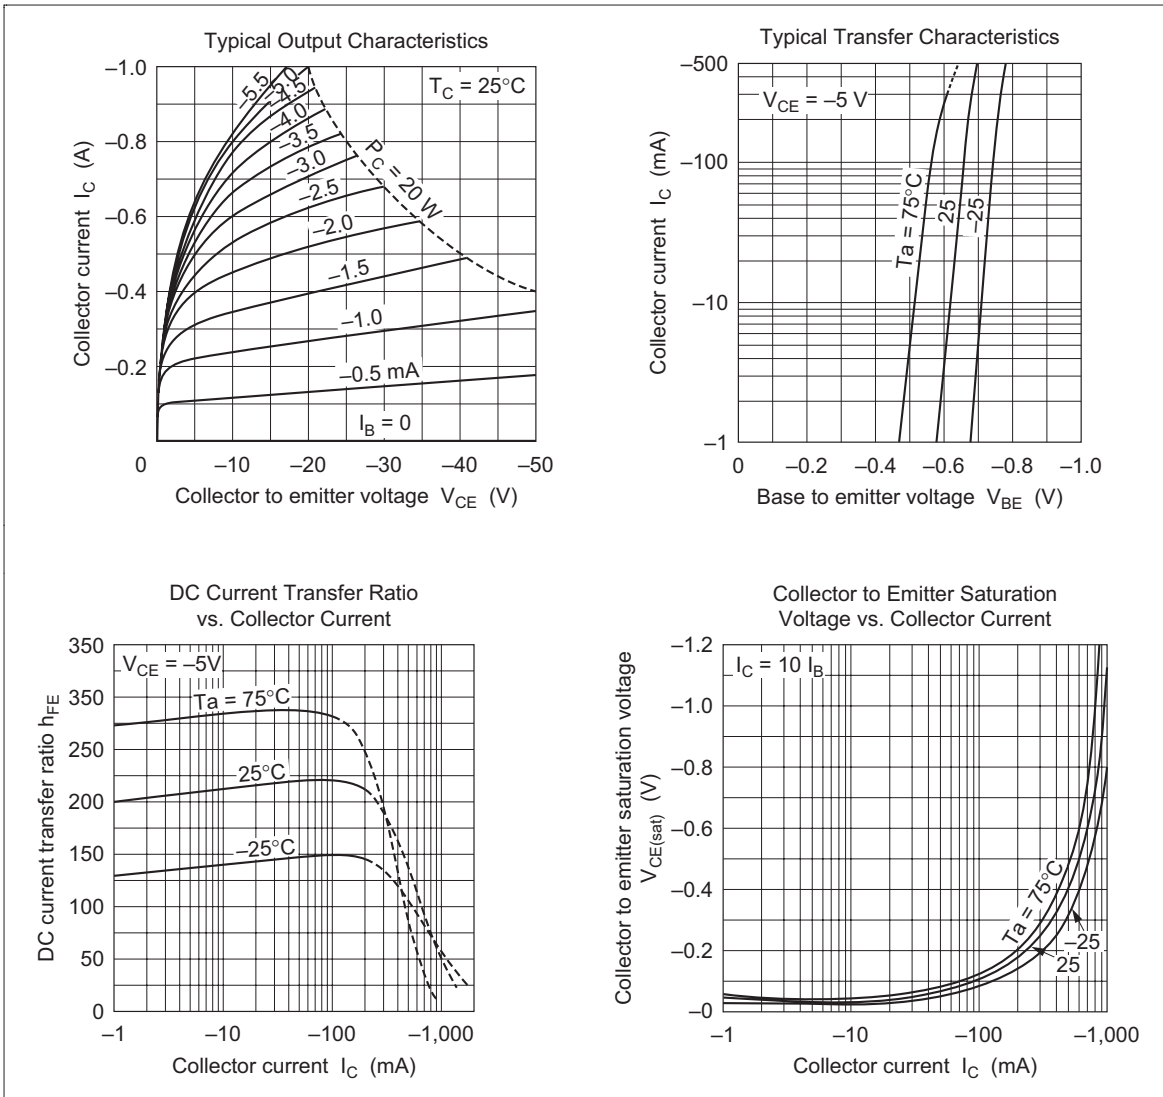 Typical Output Characteristics
–1.0
–0.8
–0.6
–0.4
–0.2
0
–10
–20
–30
–40
–50
Collector current I_C (A)
Collector to emitter voltage V_CE (V)
T_C = 25°C
P_C = 20 W
–5.5
–5.0
–4.5
–4.0
–3.5
–3.0
–2.5
–2.0
–1.5
–1.0
–0.5 mA
I_B = 0
Typical Transfer Characteristics
–500
–100
–10
–1
0
–0.2
–0.4
–0.6
–0.8
–1.0
Collector current I_C (mA)
Base to emitter voltage V_BE (V)
V_CE = –5 V
Ta = 75°C
25
–25
DC Current Transfer Ratio
vs. Collector Current
350
350
250
200
150
100
50
0
–1
–10
–100
–1,000
DC current transfer ratio h_FE
Collector current I_C (mA)
V_CE = –5V
Ta = 75°C
25°C
–25°C
Collector to Emitter Saturation
Voltage vs. Collector Current
–1.2
–1.0
–0.8
–0.6
–0.4
–0.2
–0
–1
–10
–100
–1,000
Collector to emitter saturation voltage
V_CE(sat) (V)
Collector current I_C (mA)
I_C = 10 I_B
Ta = 75°C
–25
25